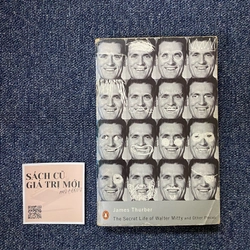 SÁCH CŨ
GIÁ TRỊ MỚI
James Thurber
The Secret Life of Walter Mitty and Other Pieces